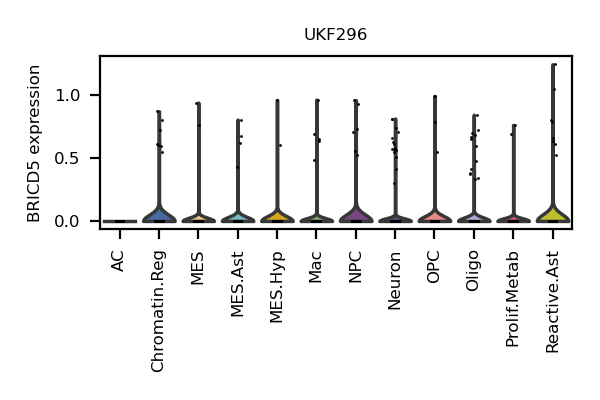 UKF296
BRICD5 expression
1.0
0.5
0.0
AC
Chromatin.Reg
MES
MES.Ast
MES.Hyp
Mac
NPC
Neuron
OPC
Oligo
Prolif.Metab
Reactive.Ast